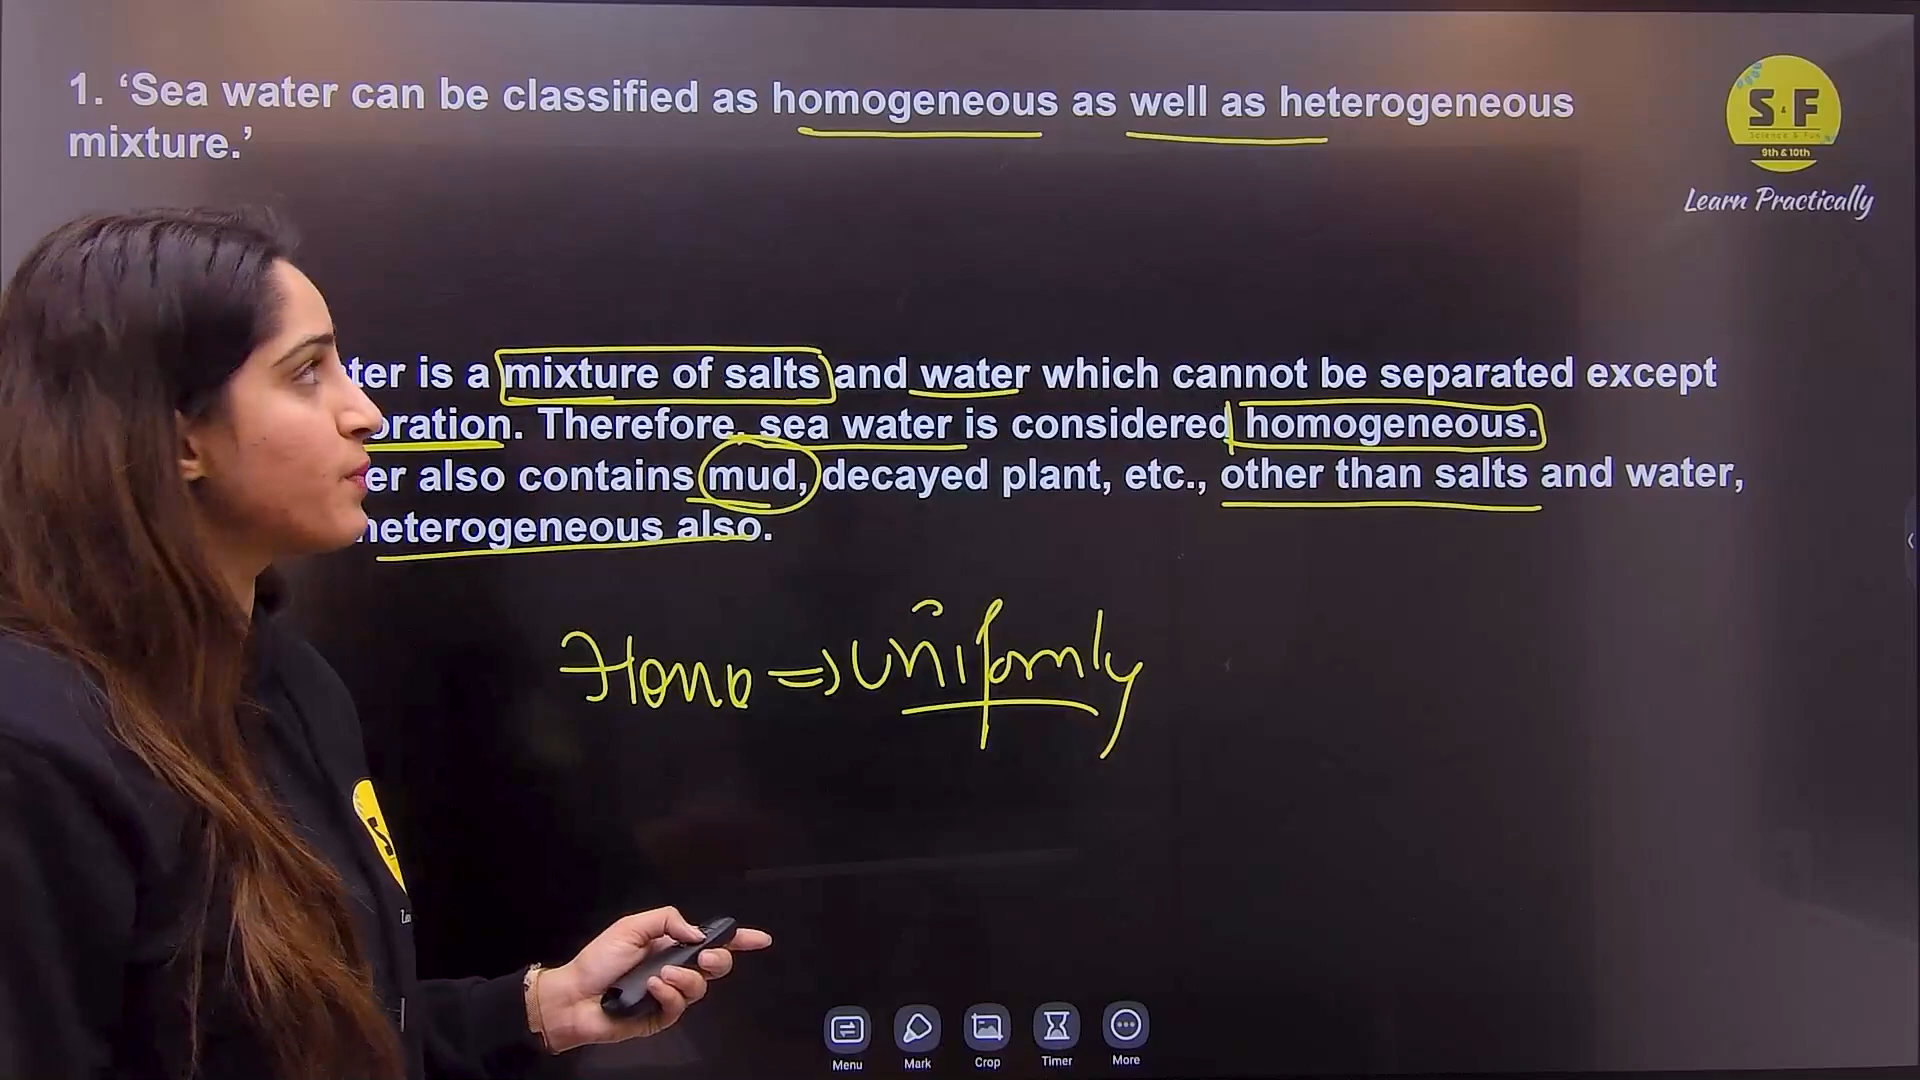 1. ‘Sea water can be classified as homogeneous as well as heterogeneous
mixture.’
S & F
Science & Fun
9th & 10th
Learn Practically
ter is a mixture of salts and water which cannot be separated except
oration. Therefore, sea water is considered homogeneous.
er also contains mud, decayed plant, etc., other than salts and water,
heterogeneous also.
Homo => Uniformly
Menu Mark Crop Timer More